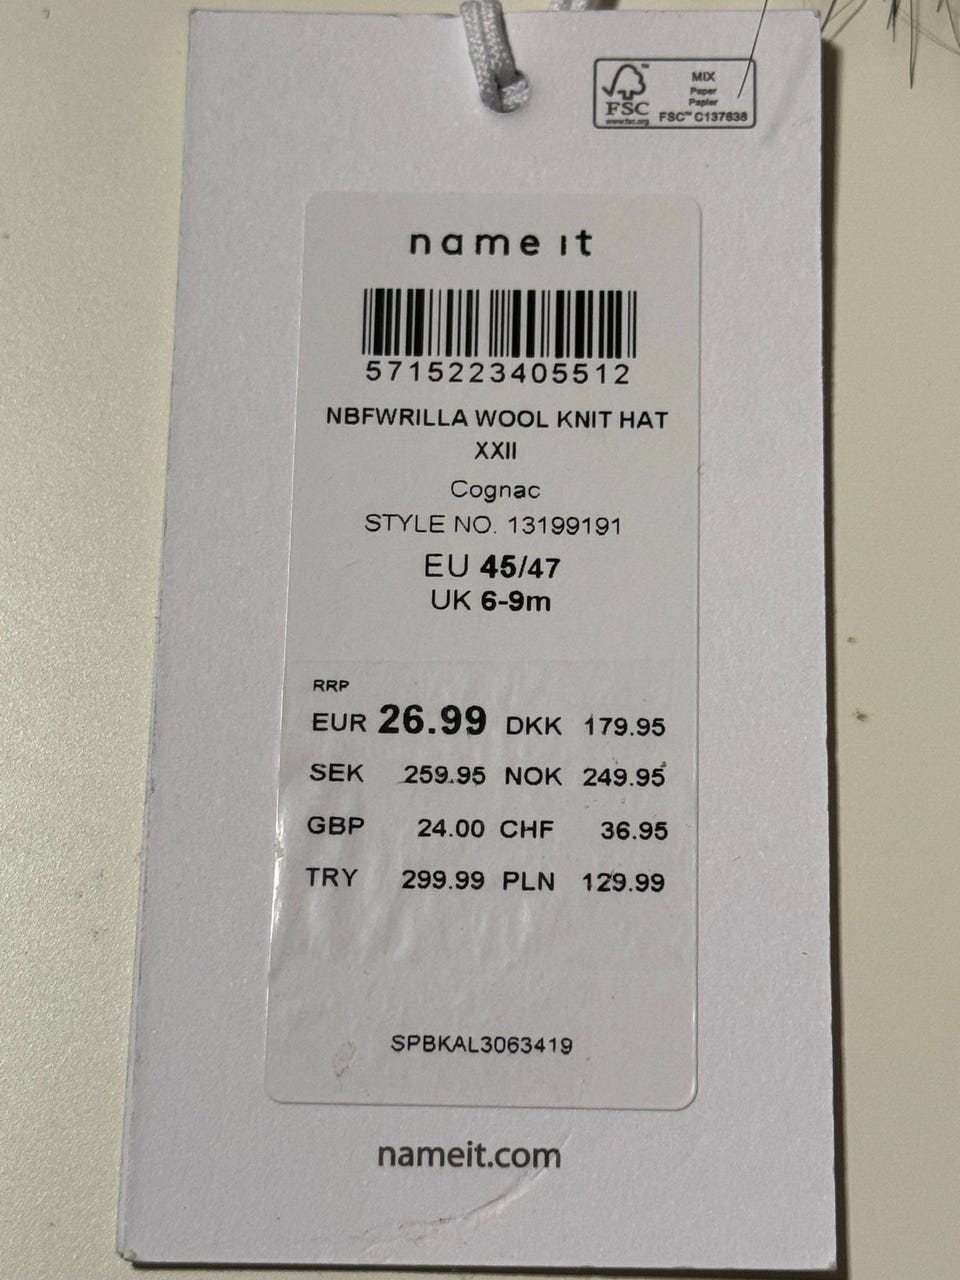 FSC™
www.fsc.org
MIX
Paper
Papier
FSC™ C137638
name it
5715223405512
NBFWRILLA WOOL KNIT HAT
XXII
Cognac
STYLE NO. 13199191
EU 45/47
UK 6-9m
RRP
EUR 26.99 DKK 179.95
SEK 259.95 NOK 249.95
GBP 24.00 CHF 36.95
TRY 299.99 PLN 129.99
SPBKAL3063419
nameit.com